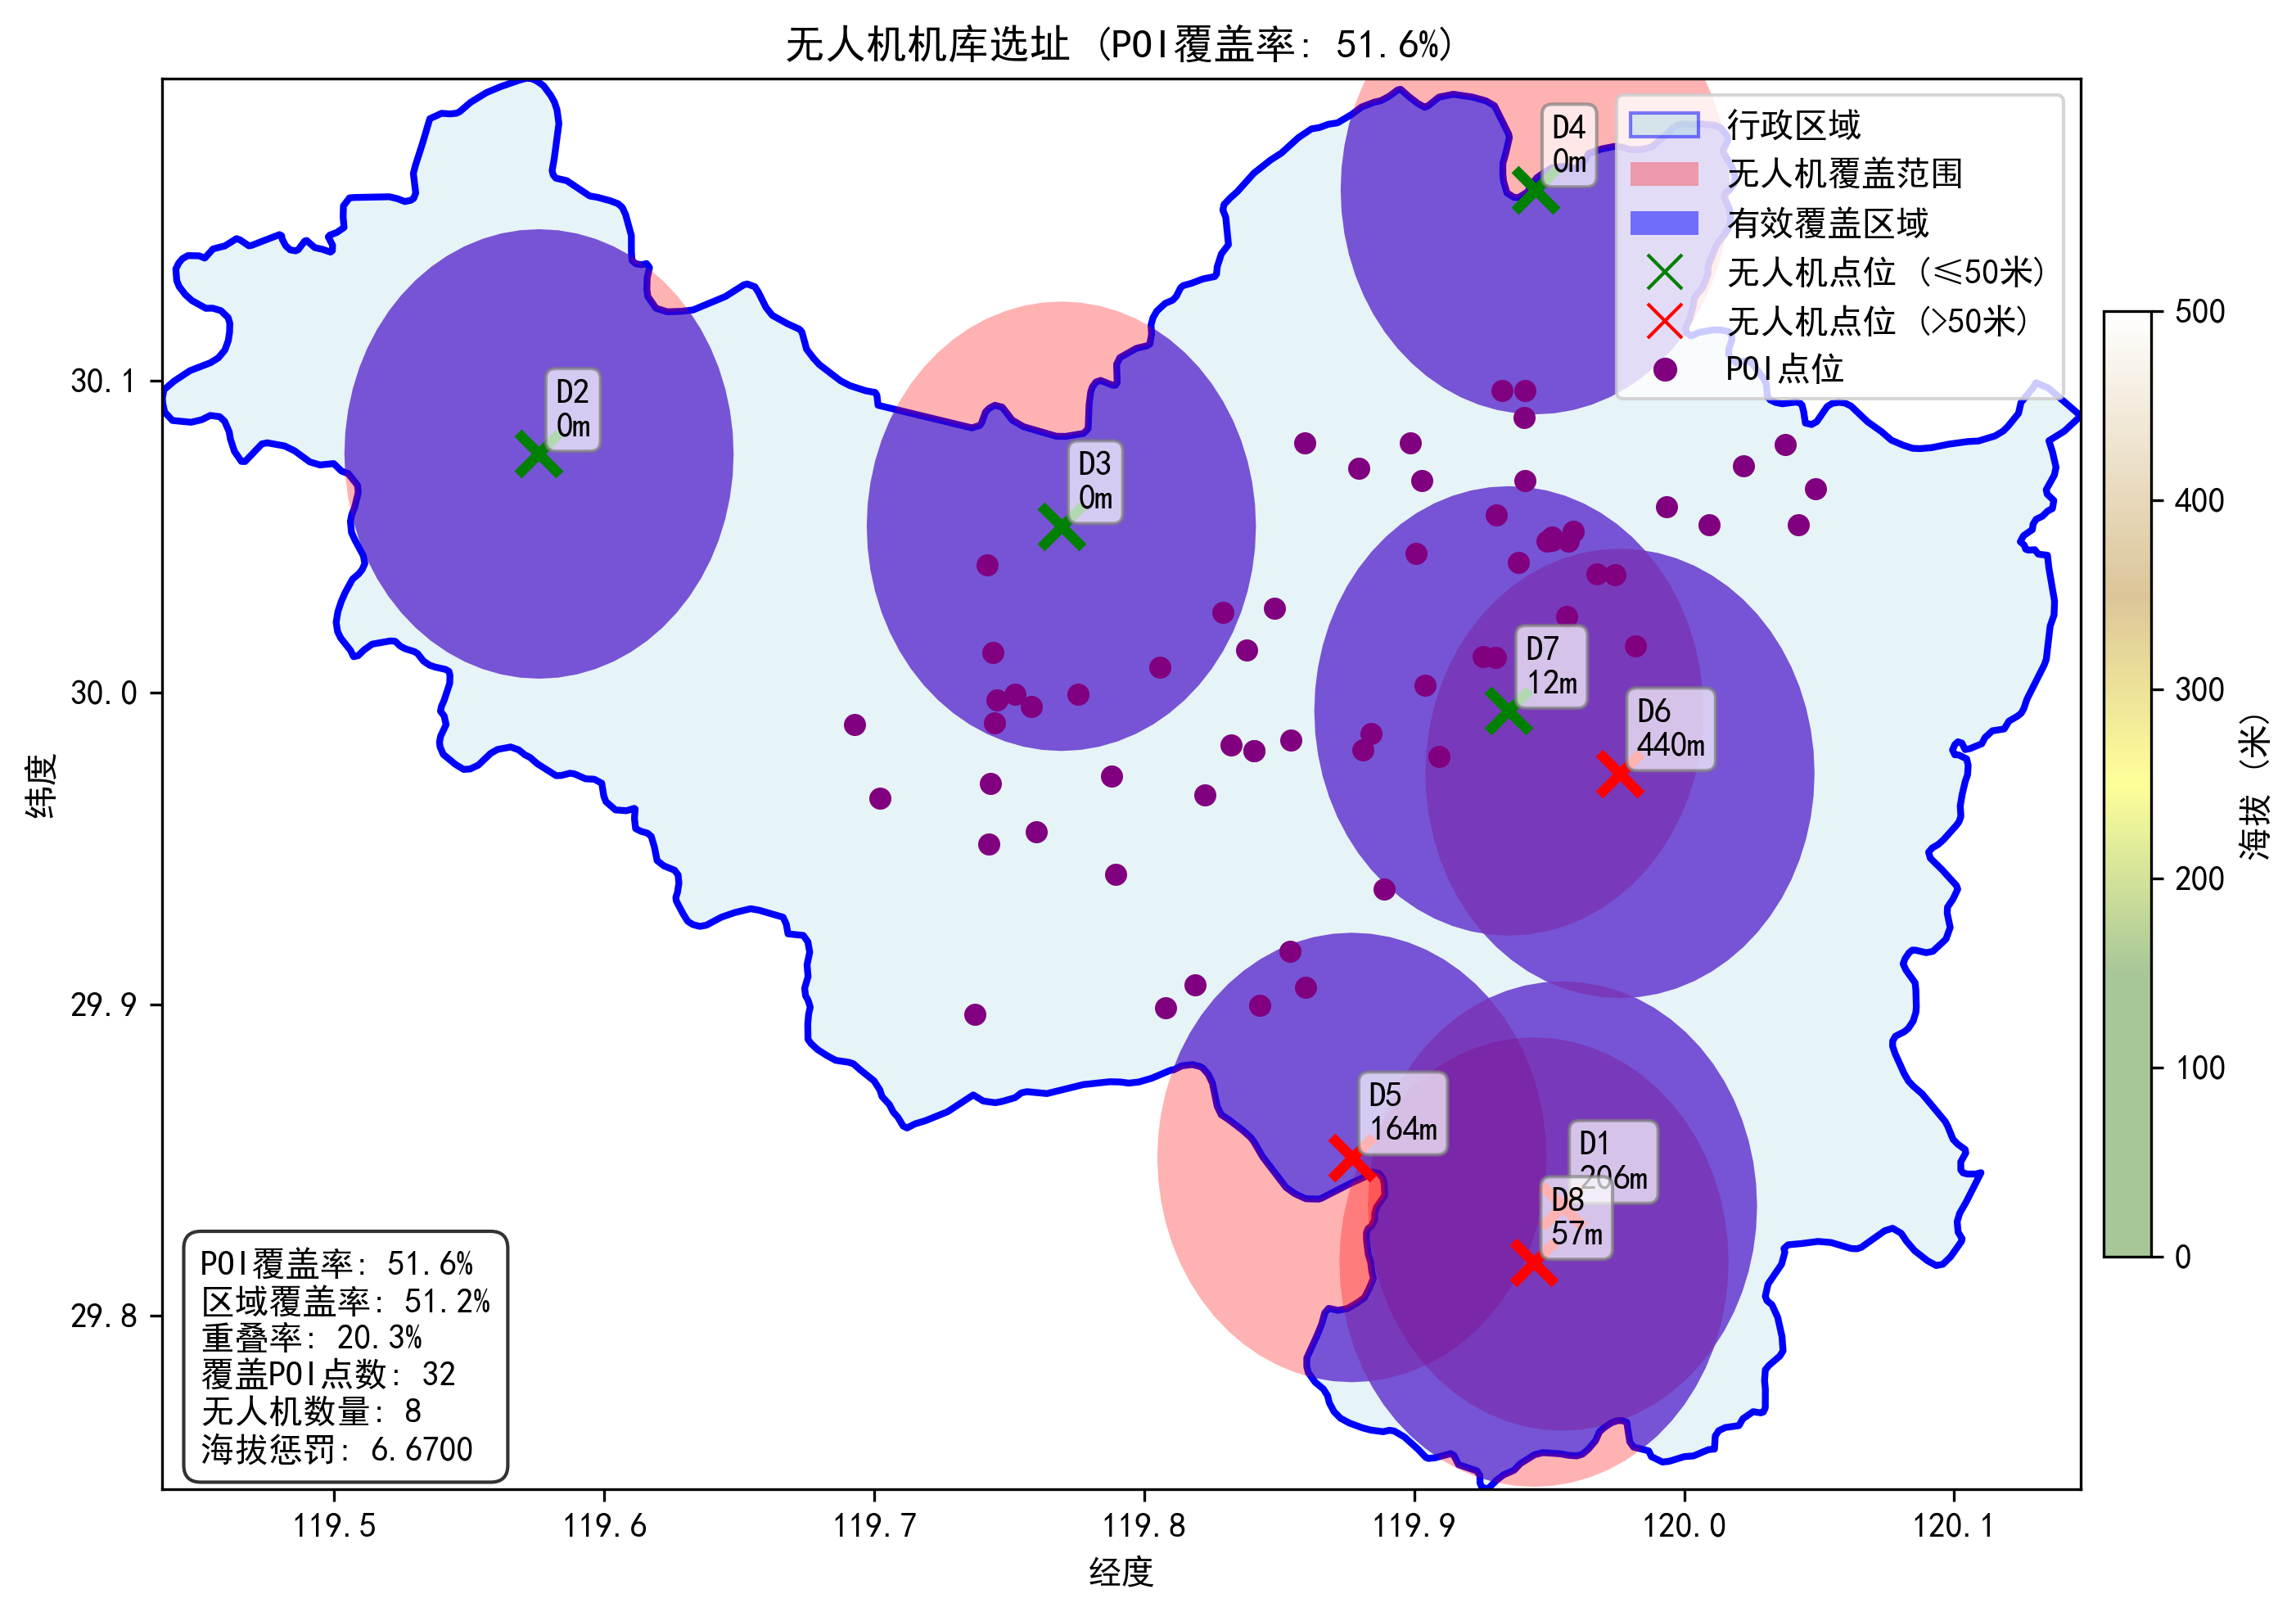 无人机机库选址 (POI覆盖率: 51.6%)
行政区域
无人机覆盖范围
有效覆盖区域
无人机点位 (≤50米)
无人机点位 (>50米)
POI点位
D4
0m
D2
0m
D3
0m
D7
12m
D6
440m
D5
164m
D1
206m
D8
57m
POI覆盖率: 51.6%
区域覆盖率: 51.2%
重叠率: 20.3%
覆盖POI点数: 32
无人机数量: 8
海拔惩罚: 6.6700
30.1
30.0
29.9
29.8
纬度
119.5 119.6 119.7 119.8 119.9 120.0 120.1
经度
500
400
300
200
100
0
海拔 (米)